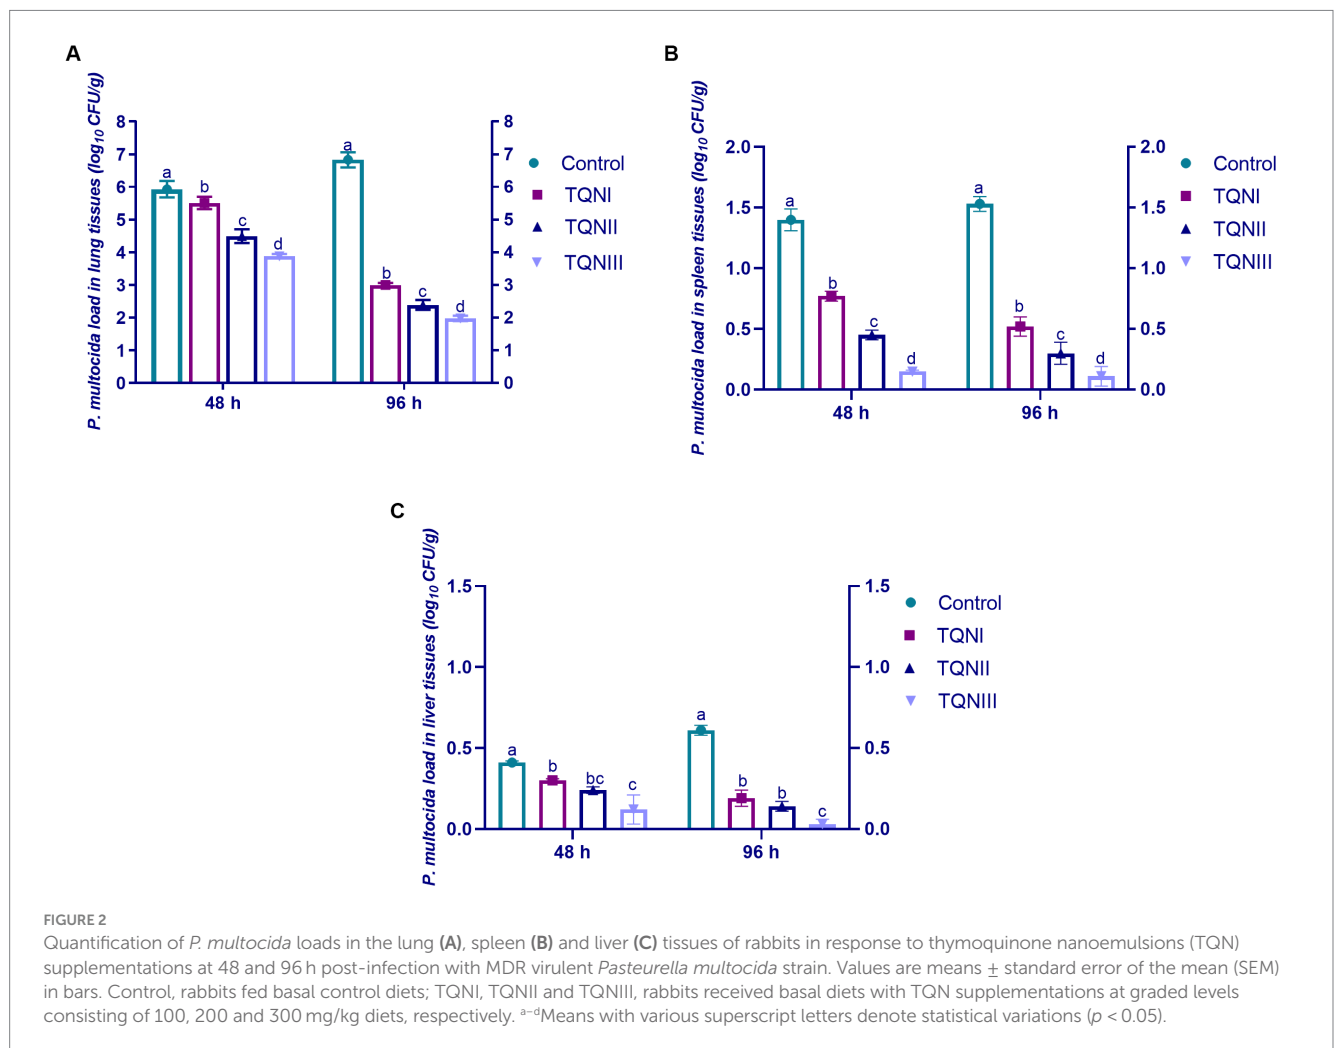 A
P. multocida load in lung tissues (log10 CFU/g)
8
7
6
5
4
3
2
1
0
a
b
c
d
a
b
c
d
8
7
6
5
4
3
2
1
0
48 h
96 h
Control
TQNI
TQNII
TQNIII
B
P. multocida load in spleen tissues (log10 CFU/g)
2.0
1.5
1.0
0.5
0.0
a
b
c
d
a
b
c
d
2.0
1.5
1.0
0.5
0.0
48 h
96 h
Control
TQNI
TQNII
TQNIII
C
P. multocida load in liver tissues (log10 CFU/g)
1.5
1.0
0.5
0.0
a
b
bc
c
a
b
b
c
1.5
1.0
0.5
0.0
48 h
96 h
Control
TQNI
TQNII
TQNIII
FIGURE 2
Quantification of P. multocida loads in the lung (A), spleen (B) and liver (C) tissues of rabbits in response to thymoquinone nanoemulsions (TQN)
supplementations at 48 and 96 h post-infection with MDR virulent Pasteurella multocida strain. Values are means ± standard error of the mean (SEM)
in bars. Control, rabbits fed basal control diets; TQNI, TQNII and TQNIII, rabbits received basal diets with TQN supplementations at graded levels
consisting of 100, 200 and 300 mg/kg diets, respectively. a–dMeans with various superscript letters denote statistical variations (p < 0.05).